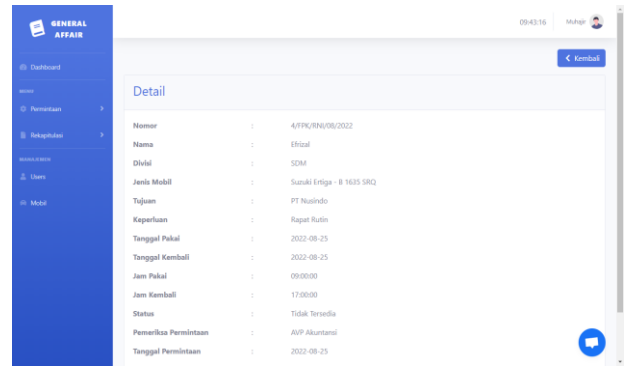 GENERAL
AFFAIR
09:43:16
Muhajir
Dashboard
Kembali
Detail
Permintaan
Rekapitulasi
Users
Mobil
Nomor : 4/FPK/RNI/08/2022
Nama : Efrizal
Divisi : SDM
Jenis Mobil : Suzuki Ertiga - B 1635 SRQ
Tujuan : PT Nusindo
Keperluan : Rapat Rutin
Tanggal Pakai : 2022-08-25
Tanggal Kembali : 2022-08-25
Jam Pakai : 09:00:00
Jam Kembali : 17:00:00
Status : Tidak Tersedia
Pemeriksa Permintaan : AVP Akuntansi
Tanggal Permintaan : 2022-08-25